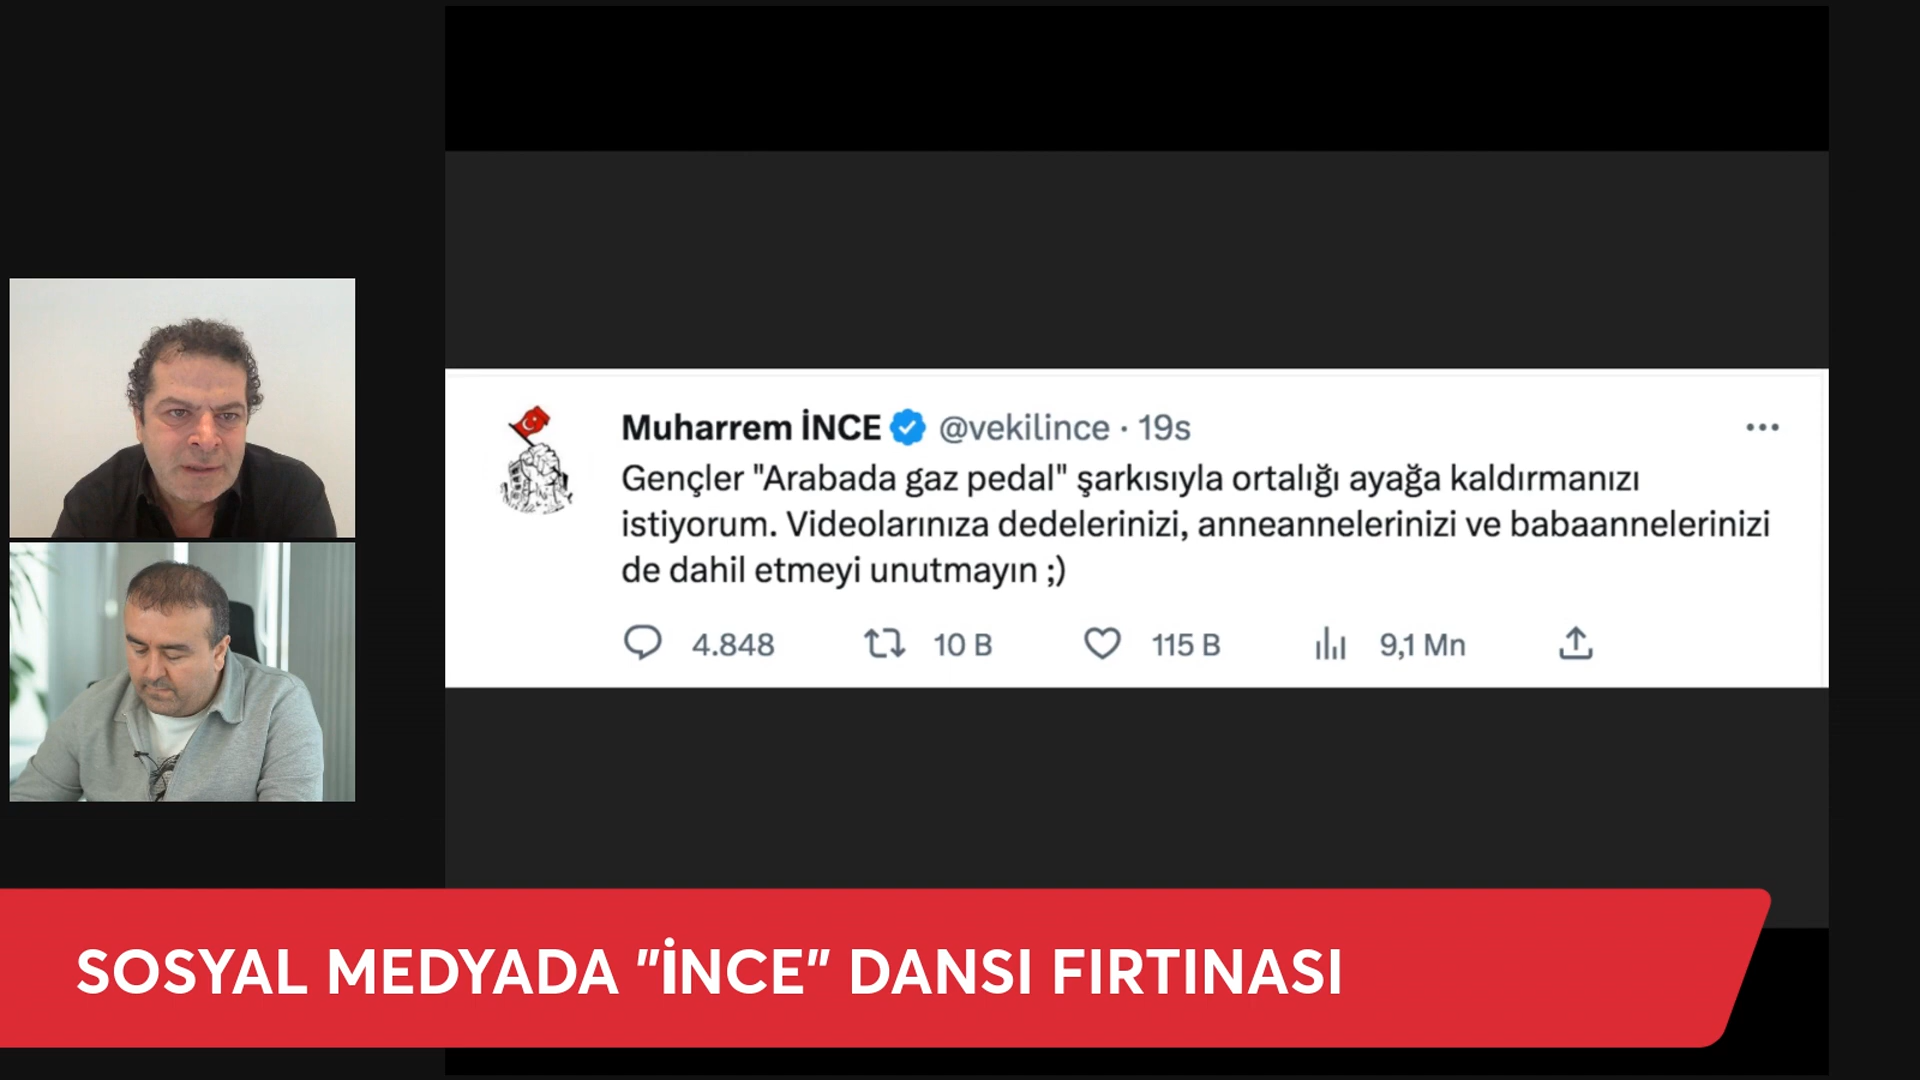 Muharrem İNCE @vekilince · 19s
Gençler "Arabada gaz pedal" şarkısıyla ortalığı ayağa kaldırmanızı
istiyorum. Videolarınıza dedelerinizi, anneannelerinizi ve babaannelerinizi
de dahil etmeyi unutmayın ;)
4.848 10 B 115 B 9,1 Mn
SOSYAL MEDYADA "İNCE" DANSI FIRTINASI